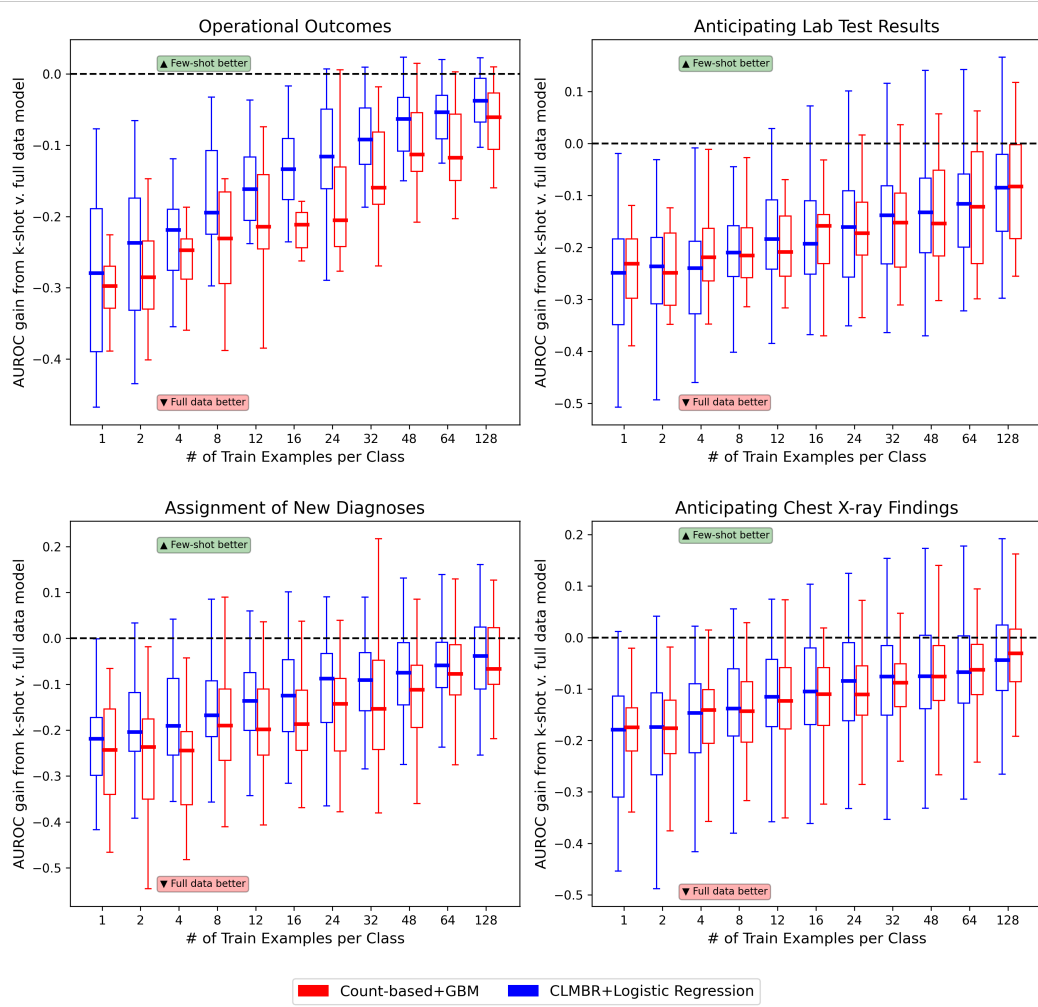 Operational Outcomes
AUROC gain from k-shot v. full data model
0.0
−0.1
−0.2
−0.3
−0.4
▲ Few-shot better
▼ Full data better
1 2 4 8 12 16 24 32 48 64 128
# of Train Examples per Class
Anticipating Lab Test Results
AUROC gain from k-shot v. full data model
0.1
0.0
−0.1
−0.2
−0.3
−0.4
−0.5
▲ Few-shot better
▼ Full data better
1 2 4 8 12 16 24 32 48 64 128
# of Train Examples per Class
Assignment of New Diagnoses
AUROC gain from k-shot v. full data model
0.2
0.1
0.0
−0.1
−0.2
−0.3
−0.4
−0.5
▲ Few-shot better
▼ Full data better
1 2 4 8 12 16 24 32 48 64 128
# of Train Examples per Class
Anticipating Chest X-ray Findings
AUROC gain from k-shot v. full data model
0.2
0.1
0.0
−0.1
−0.2
−0.3
−0.4
−0.5
▲ Few-shot better
▼ Full data better
1 2 4 8 12 16 24 32 48 64 128
# of Train Examples per Class
Count-based+GBM CLMBR+Logistic Regression